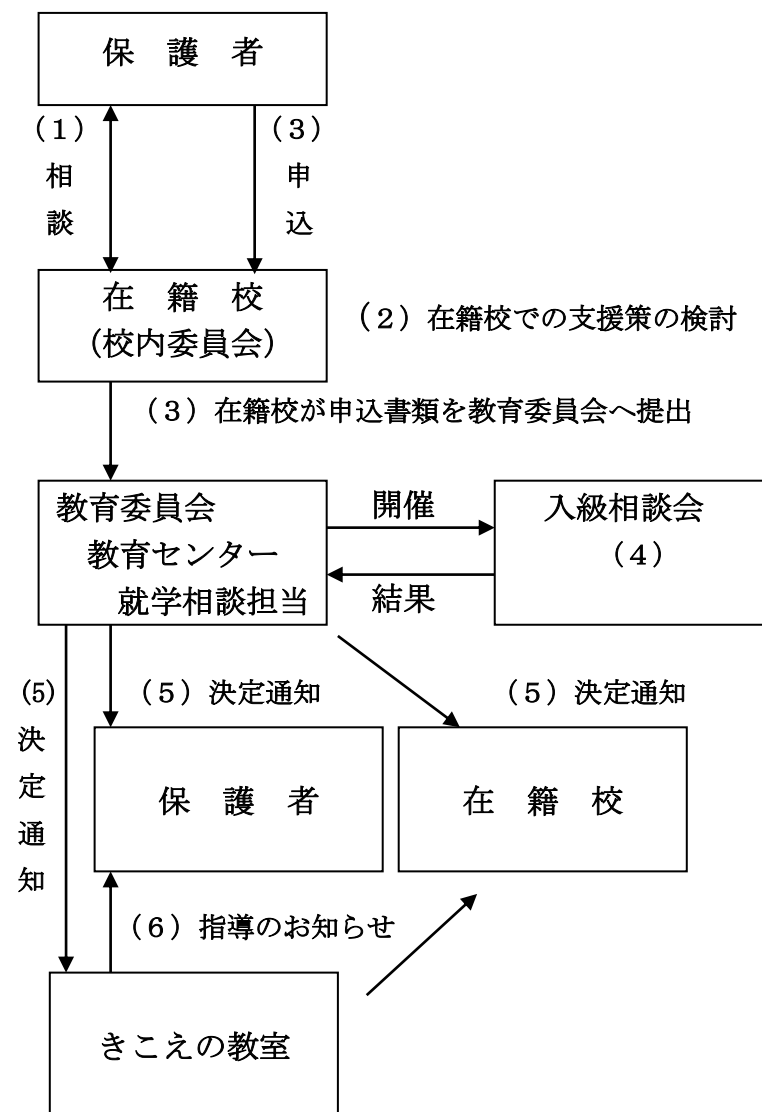 保　護　者
（１）相談
（３）申込
在　籍　校
（校内委員会）
（２）在籍校での支援策の検討
（３）在籍校が申込書類を教育委員会へ提出
教育委員会
教育センター
就学相談担当
開催
結果
入級相談会
（４）
(5)決定通知
（５）決定通知
（５）決定通知
保　護　者
在　籍　校
（６）指導のお知らせ
きこえの教室